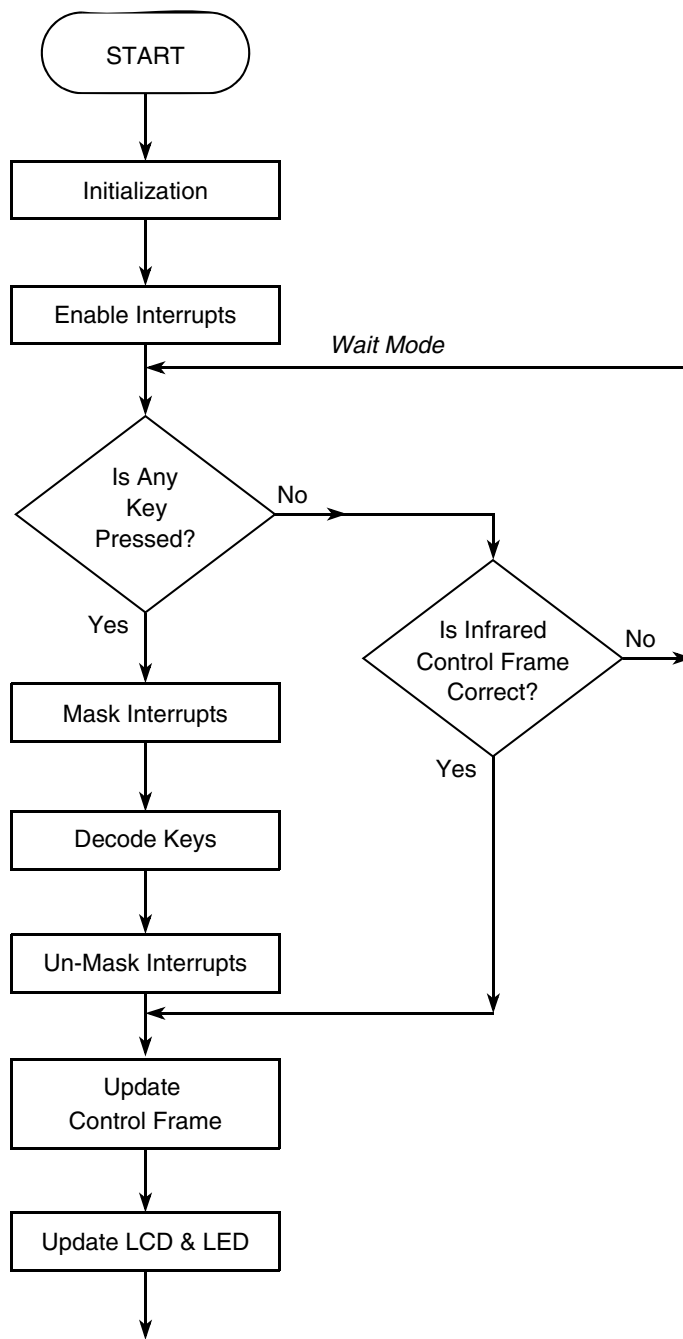 START
Initialization
Enable Interrupts
Wait Mode
Is Any
Key
Pressed?
No
Yes
Is Infrared
Control Frame
Correct?
No
Yes
Mask Interrupts
Decode Keys
Un-Mask Interrupts
Update
Control Frame
Update LCD & LED